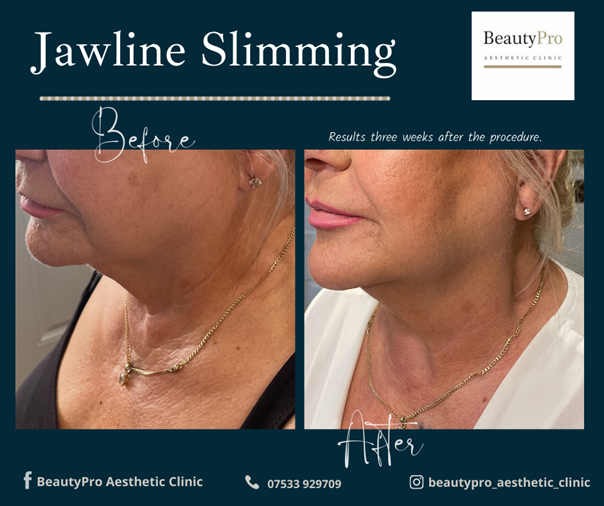 Jawline Slimming
BeautyPro
AESTHETIC CLINIC
Before
Results three weeks after the procedure.
After
BeautyPro Aesthetic Clinic
07533 929709
beautypro_aesthetic_clinic